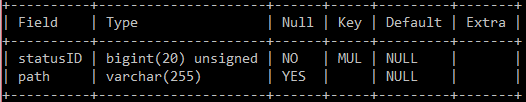 | Field | Type | Null | Key | Default | Extra |
| statusID | bigint(20) unsigned | NO | MUL | NULL | |
| path | varchar(255) | YES | | NULL | |